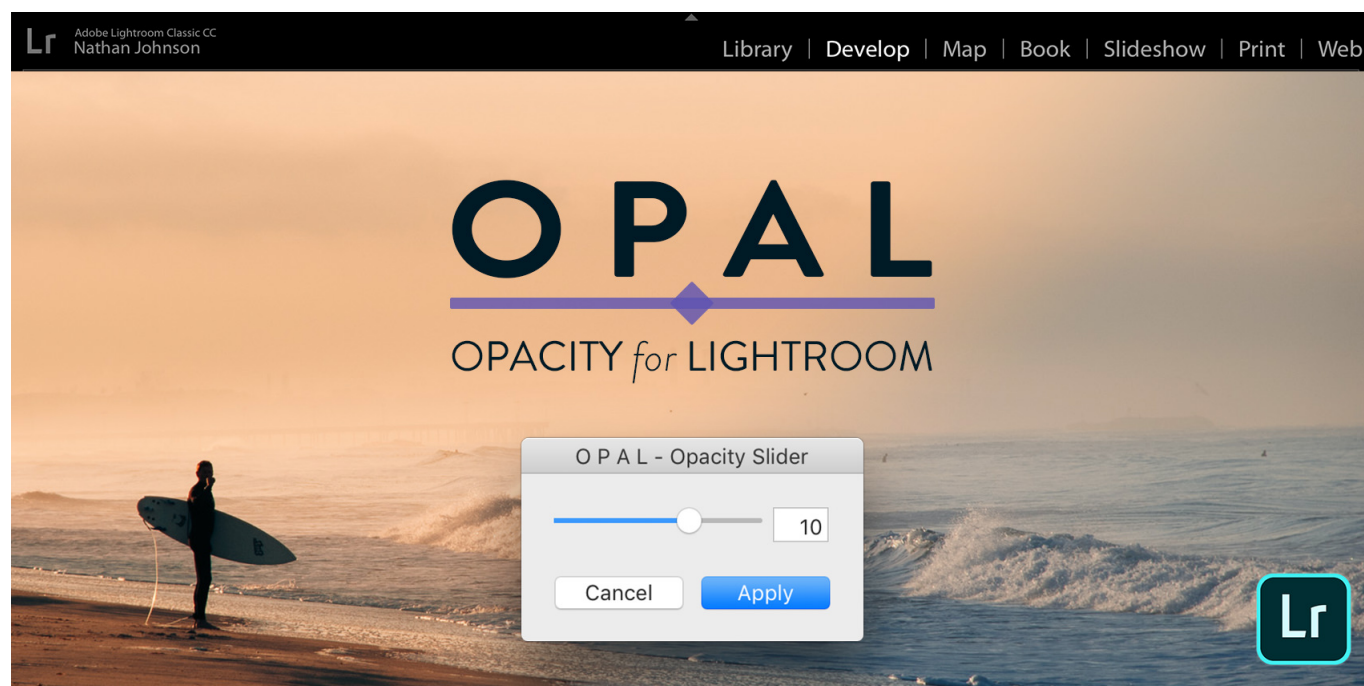 Lr
Adobe Lightroom Classic CC
Nathan Johnson
Library | Develop | Map | Book | Slideshow | Print | Web
OPAL
OPACITY for LIGHTROOM
O P A L - Opacity Slider
10
Cancel
Apply
Lr